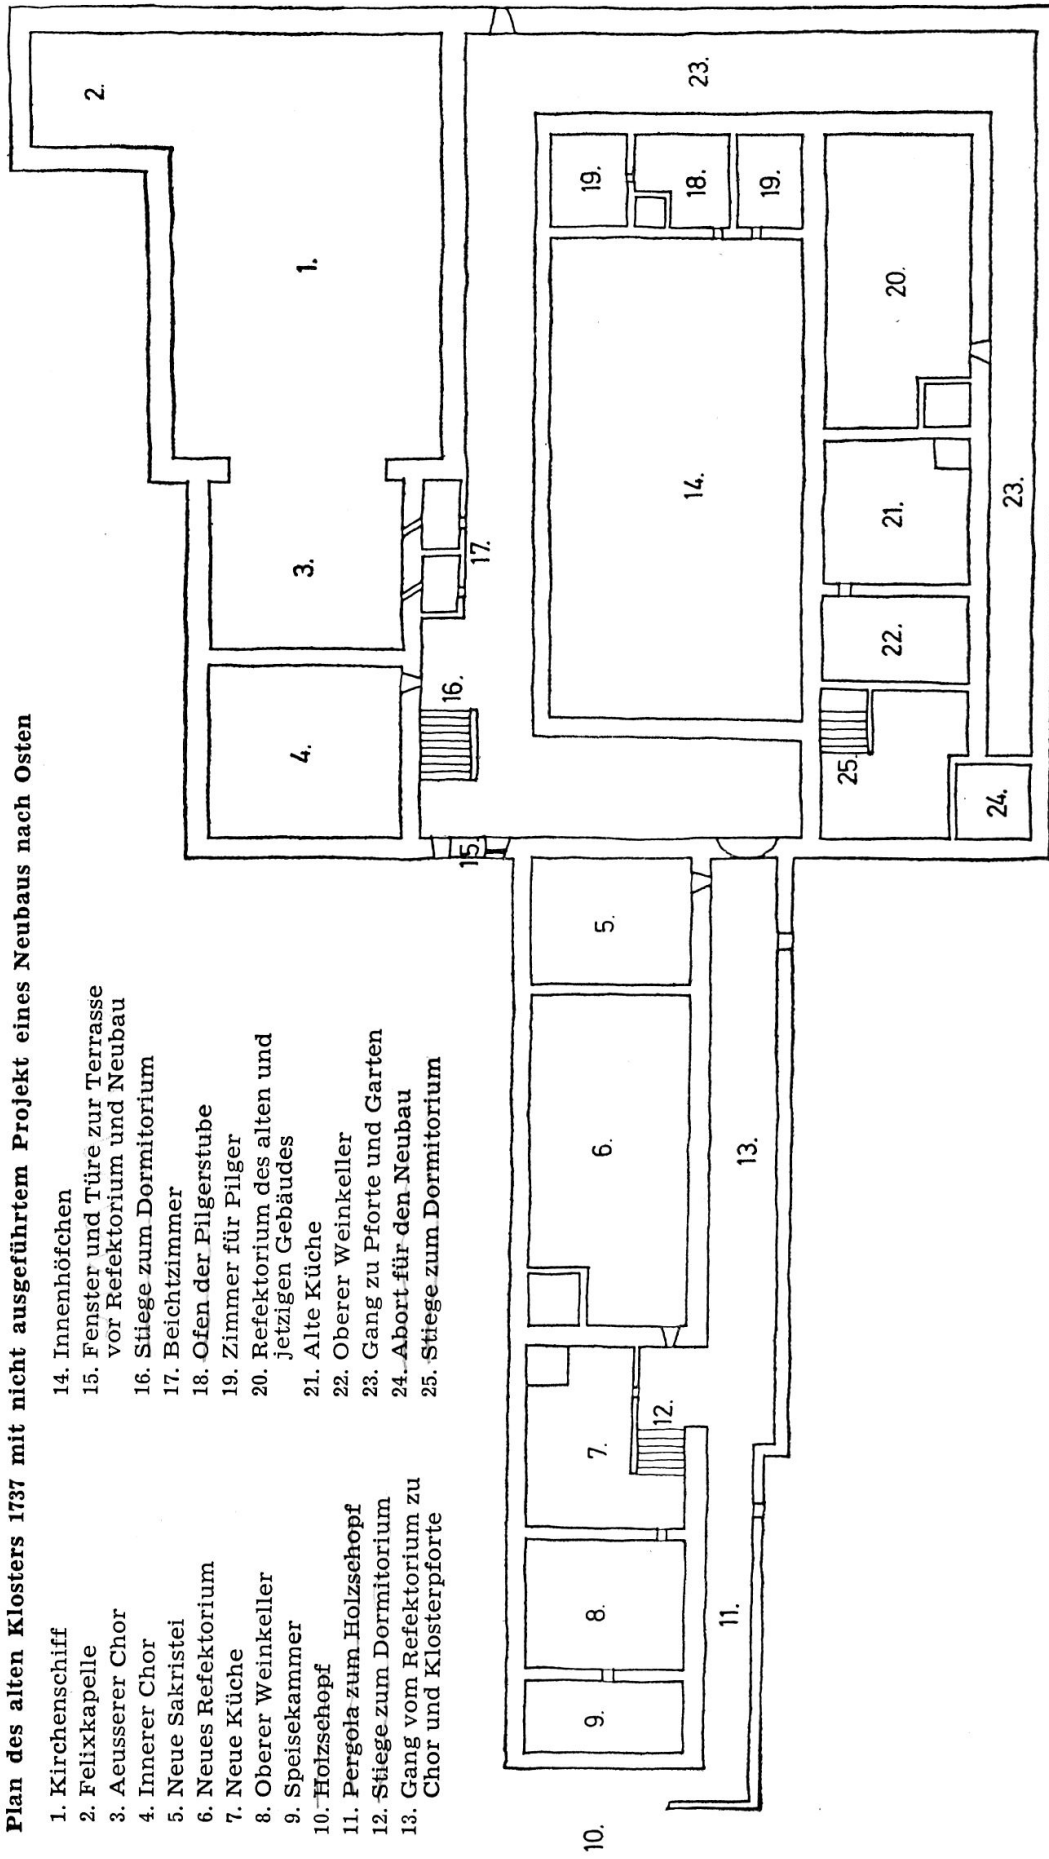 Plan des alten Klosters 1737 mit nicht ausgeführtem Projekt eines Neubaus nach Osten
1. Kirchenschiff
2. Felixkapelle
3. Aeusserer Chor
4. Innerer Chor
5. Neue Sakristei
6. Neues Refektorium
7. Neue Küche
8. Oberer Weinkeller
9. Speisekammer
10. Holzschopf
11. Pergola zum Holzschopf
12. Stiege zum Dormitorium
13. Gang vom Refektorium zu
Chor und Klosterpforte
14. Innenhöfchen
15. Fenster und Türe zur Terrasse
vor Refektorium und Neubau
16. Stiege zum Dormitorium
17. Beichtzimmer
18. Ofen der Pilgerstube
19. Zimmer für Pilger
20. Refektorium des alten und
jetzigen Gebäudes
21. Alte Küche
22. Oberer Weinkeller
23. Gang zu Pforte und Garten
24. Abort für den Neubau
25. Stiege zum Dormitorium
2.
1.
3.
4.
15.
16.
17.
23.
19.
18.
19.
14.
20.
21.
22.
25.
24.
23.
5.
6.
13.
7.
12.
8.
9.
11.
10.